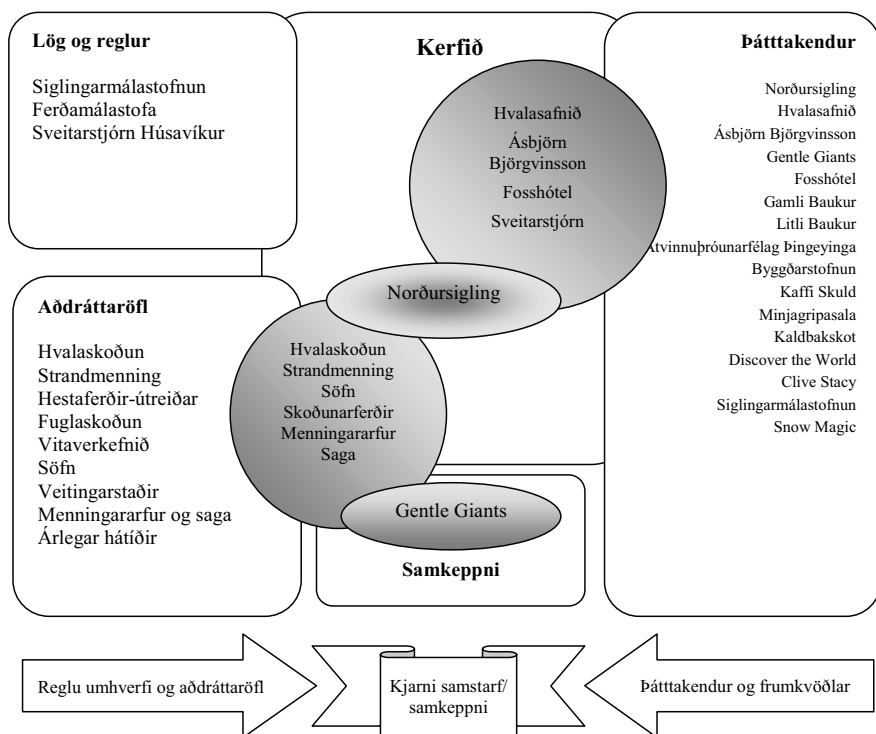 Lög og reglur
Siglingarmálastofnun
Ferðamálastofa
Sveitarstjórn Húsavíkur
Kerfið
Hvalasafnið
Ásbjörn
Björgvinsson
Fosshótel
Sveitarstjórn
Norðursigling
Þátttakendur
Norðursigling
Hvalasafnið
Ásbjörn Björgvinsson
Gentle Giants
Fosshótel
Gamli Baukur
Litli Baukur
Atvinnuþróunarfélag Þingeyinga
Byggðarstofnun
Kaffi Skuld
Minjagripasala
Kaldbakskot
Discover the World
Clive Stacy
Siglingarmálastofnun
Snow Magic
Aðdráttaröfl
Hvalaskoðun
Strandmenning
Hestaferðir-útreiðar
Fuglaskoðun
Vitaverkefnið
Söfn
Veitingarstaðir
Menningararfur og saga
Árlegar hátíðir
Hvalaskoðun
Strandmenning
Söfn
Skoðunarferðir
Menningararfur
Saga
Gentle Giants
Samkeppni
Reglu umhverfi og aðdráttaröfl
Kjarni samstarf/
samkeppni
Þátttakendur og frumkvöðlar